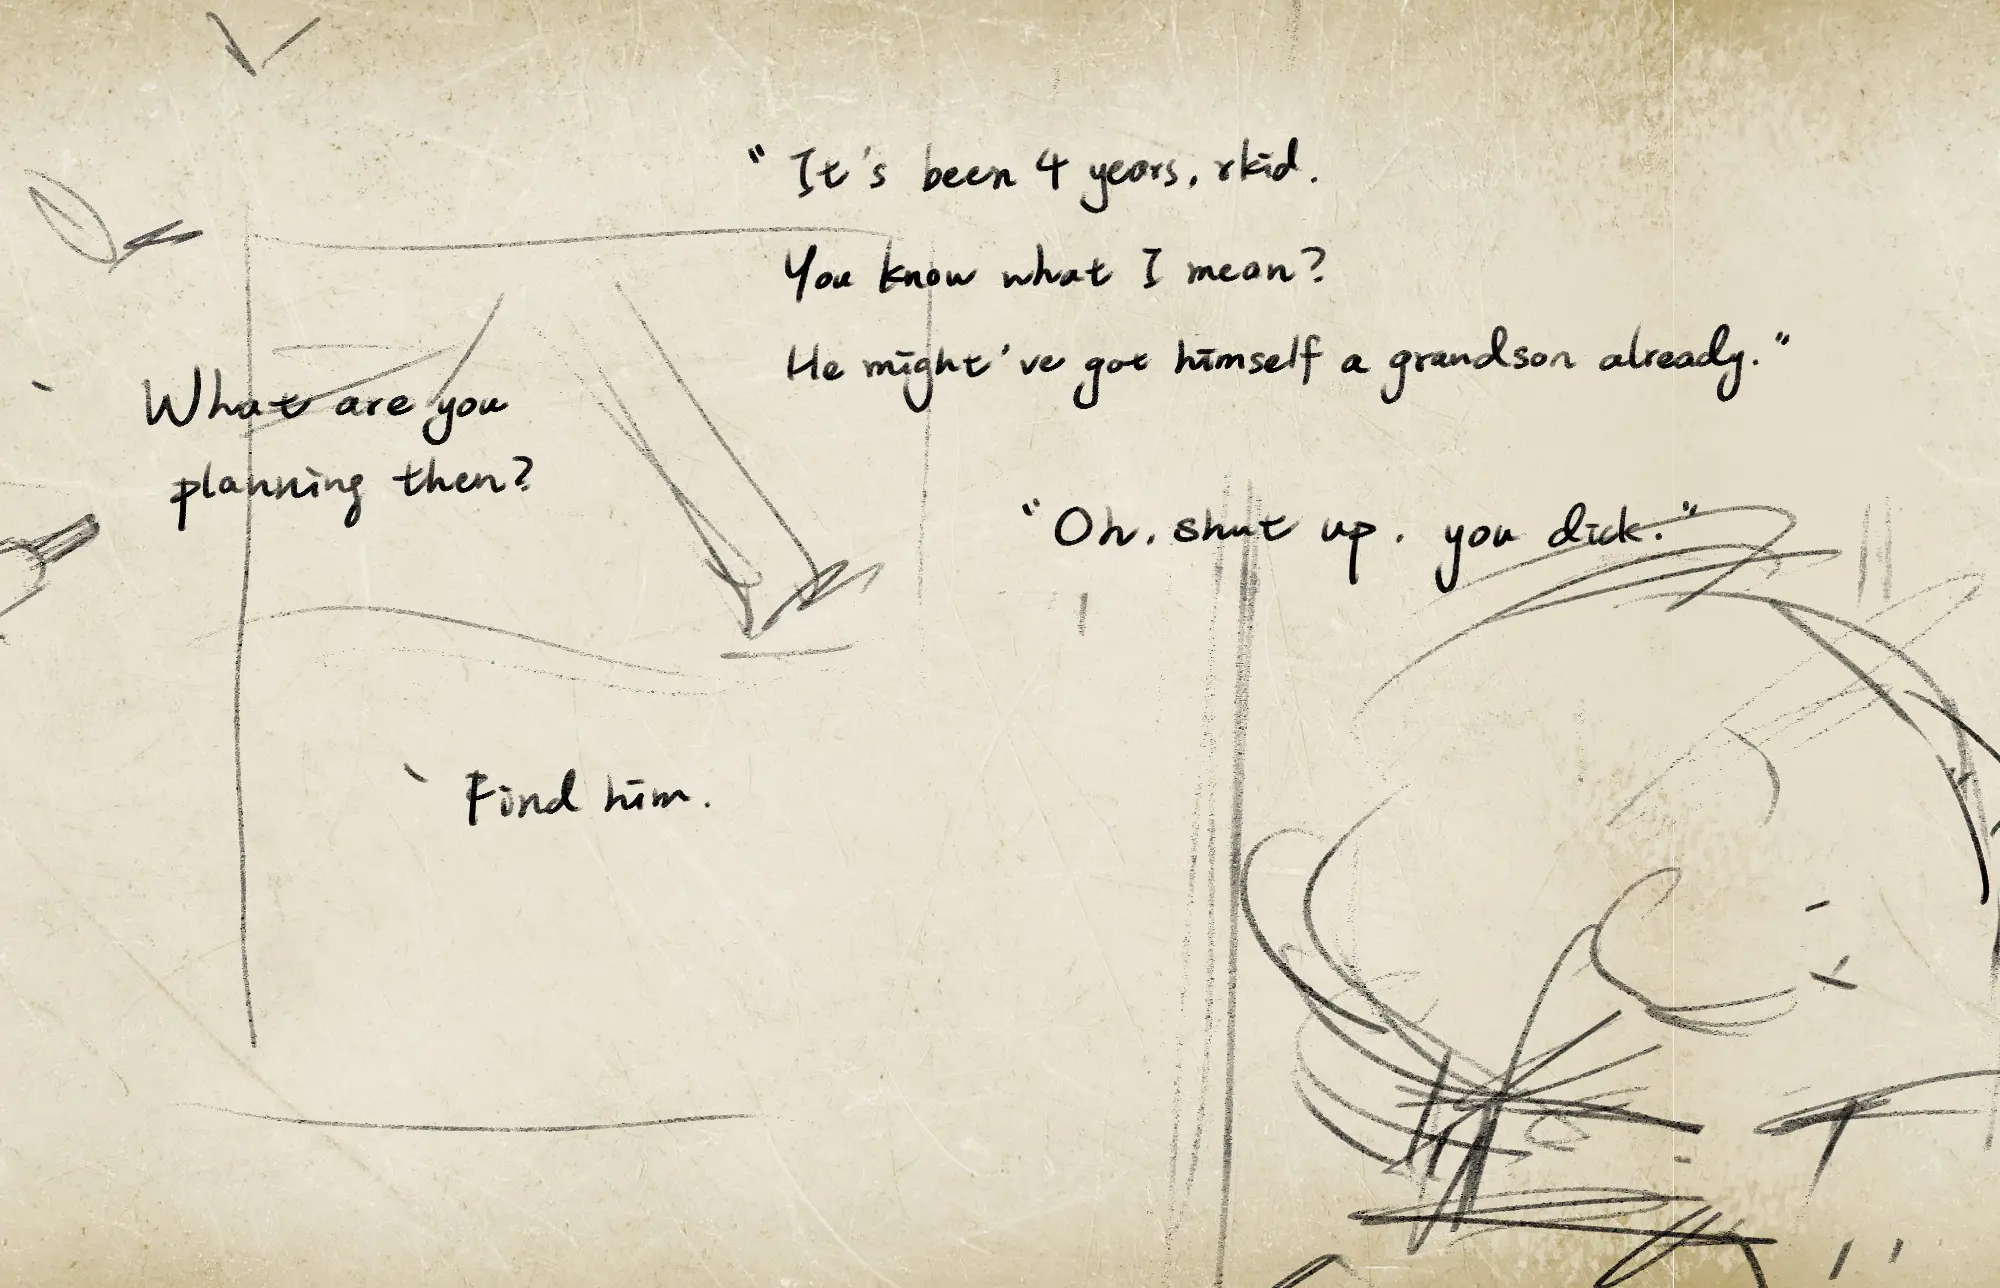 "It's been 4 years, rkid.
You know what I mean?
He might've got himself a grandson already."
What are you
planning then?
"Oh, shut up, you dick."
Find him.